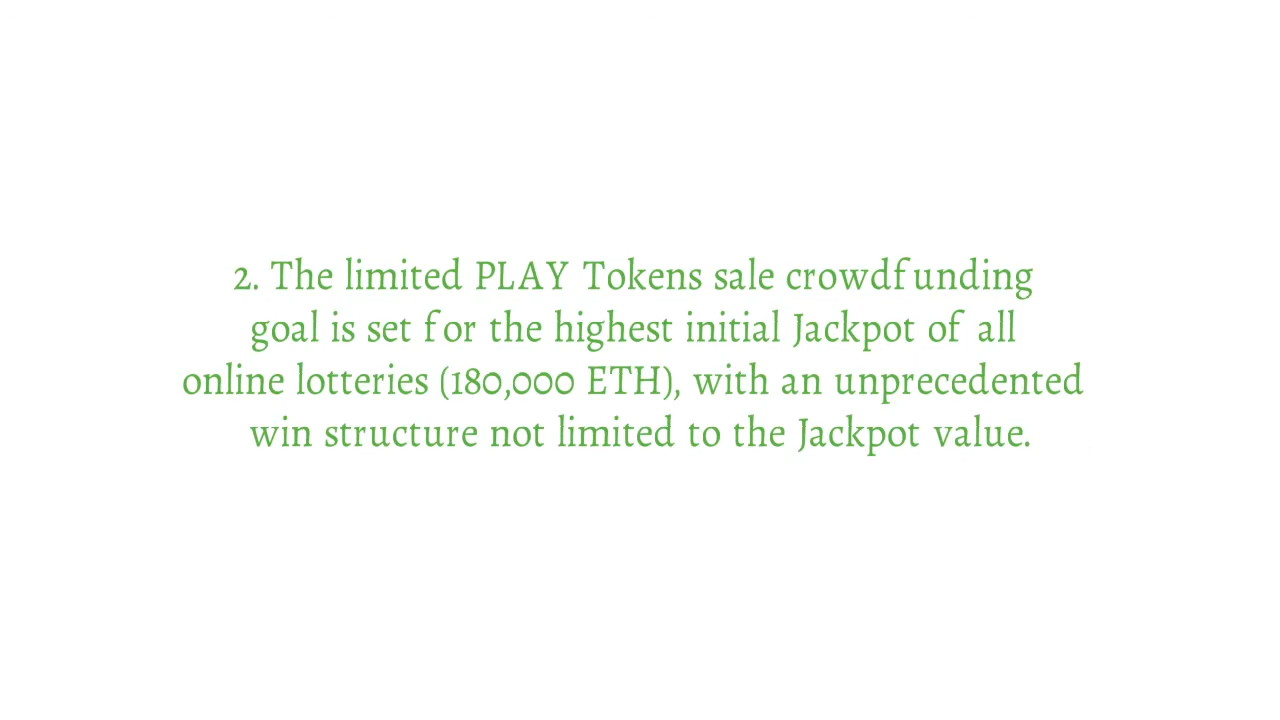 2. The limited PLAY Tokens sale crowdfunding
goal is set for the highest initial Jackpot of all
online lotteries (180,000 ETH), with an unprecedented
win structure not limited to the Jackpot value.